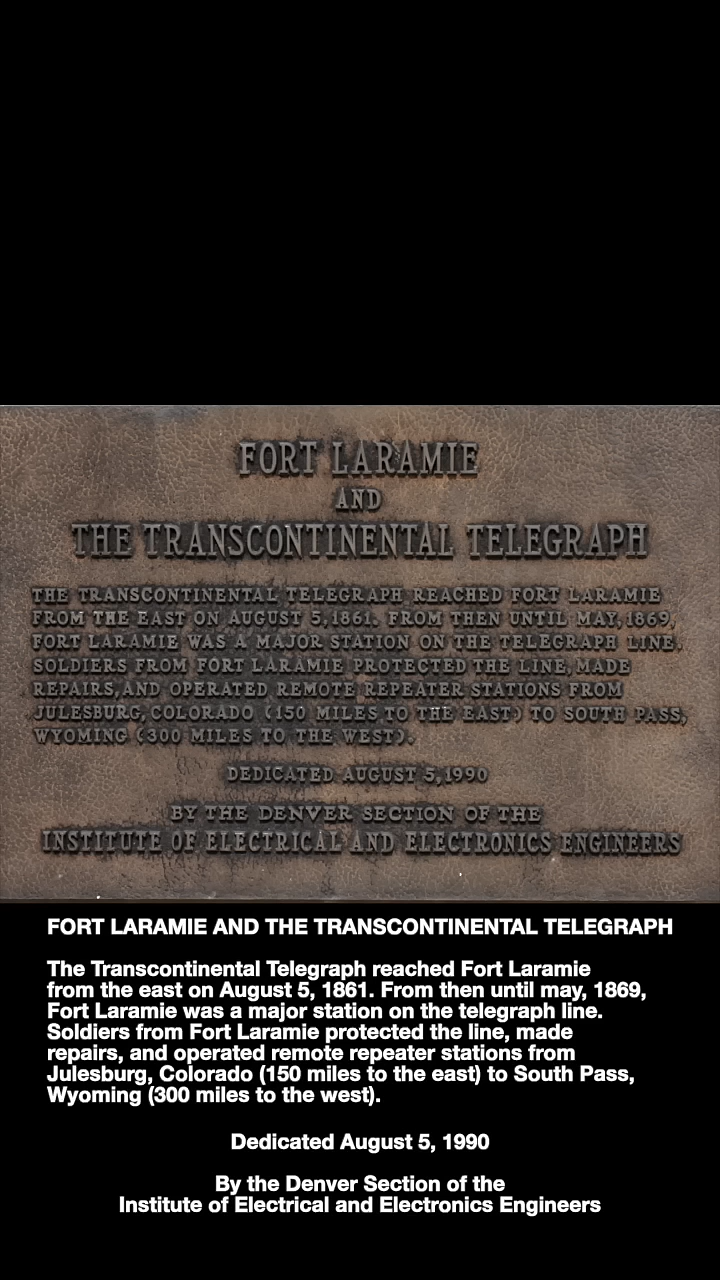 FORT LARAMIE
AND
THE TRANSCONTINENTAL TELEGRAPH
THE TRANSCONTINENTAL TELEGRAPH REACHED FORT LARAMIE
FROM THE EAST ON AUGUST 5,1861. FROM THEN UNTIL MAY,1869,
FORT LARAMIE WAS A MAJOR STATION ON THE TELEGRAPH LINE.
SOLDIERS FROM FORT LARAMIE PROTECTED THE LINE, MADE
REPAIRS,AND OPERATED REMOTE REPEATER STATIONS FROM
JULESBURG, COLORADO (150 MILES TO THE EAST) TO SOUTH PASS,
WYOMING (300 MILES TO THE WEST).
DEDICATED AUGUST 5,1990
BY THE DENVER SECTION OF THE
INSTITUTE OF ELECTRICAL AND ELECTRONICS ENGINEERS
FORT LARAMIE AND THE TRANSCONTINENTAL TELEGRAPH
The Transcontinental Telegraph reached Fort Laramie
from the east on August 5, 1861. From then until may, 1869,
Fort Laramie was a major station on the telegraph line.
Soldiers from Fort Laramie protected the line, made
repairs, and operated remote repeater stations from
Julesburg, Colorado (150 miles to the east) to South Pass,
Wyoming (300 miles to the west).
Dedicated August 5, 1990
By the Denver Section of the
Institute of Electrical and Electronics Engineers